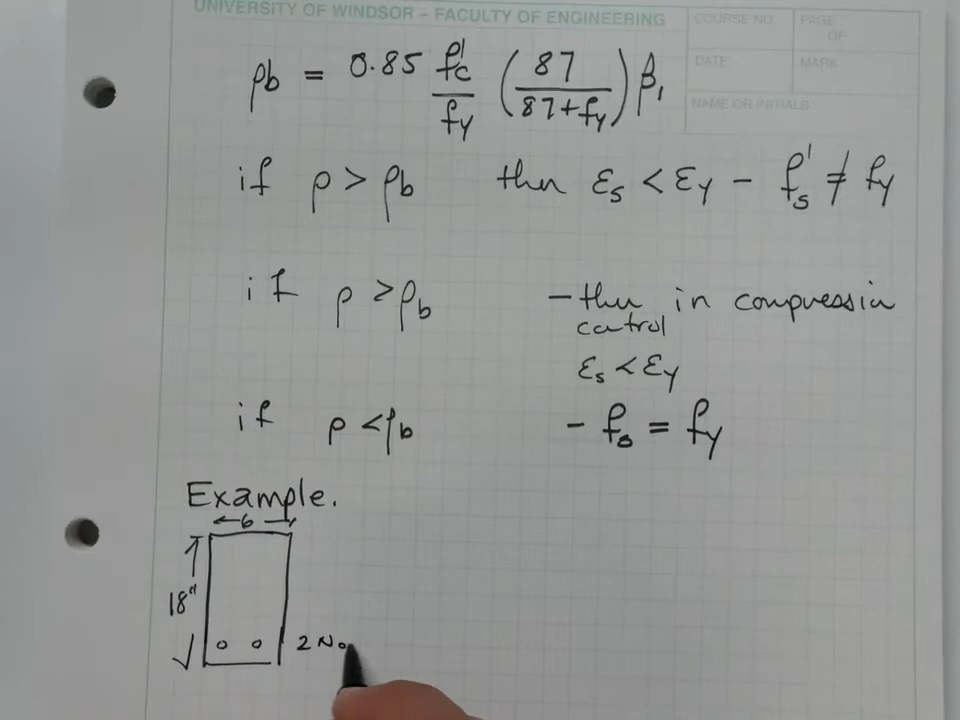 UNIVERSITY OF WINDSOR – FACULTY OF ENGINEERING
COURSE NO.
PAGE
OF
DATE
MARK
NAME OR INITIALS
ρb = 0.85 f'c/fy (87/87+fy) β1
if ρ > ρb then εs < εy – f's ≠ fy
if ρ > ρb – then in compression
control
εs < εy
if ρ < ρb – fs = fy
Example.
6
18"
2 No